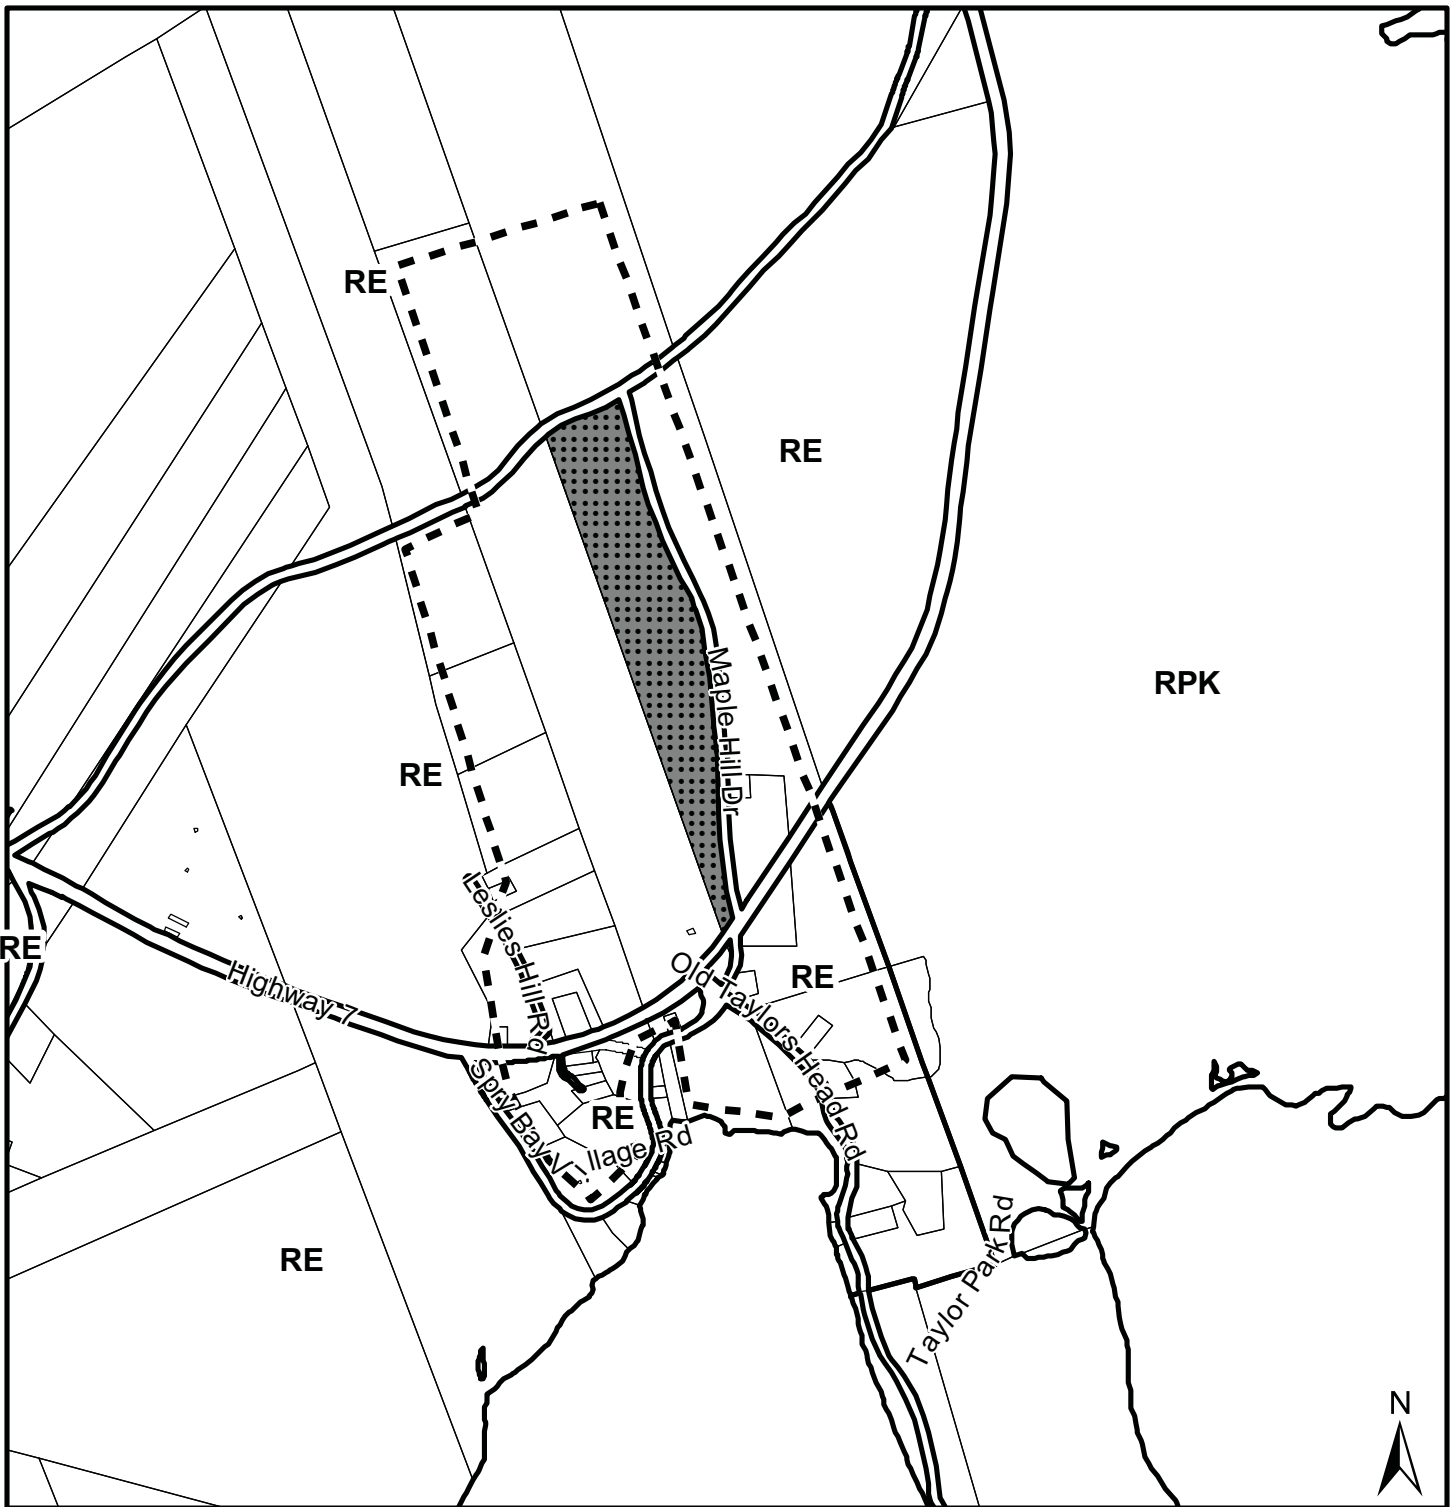 RE
RE
RPK
Maple Hill Dr
RE
Leslies Hill Rd
RE
Highway 7
Old Taylors Head Rd
RE
Spry Bay Village Rd
RE
Taylor Park Rd
RE
N